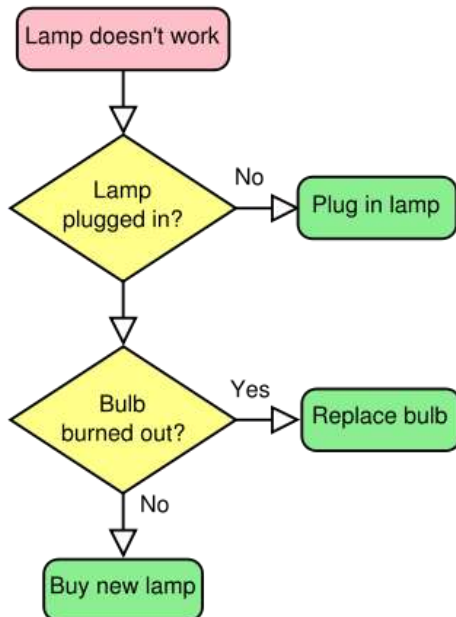 Lamp doesn't work
Lamp
plugged in?
No
Plug in lamp
Bulb
burned out?
Yes
Replace bulb
No
Buy new lamp